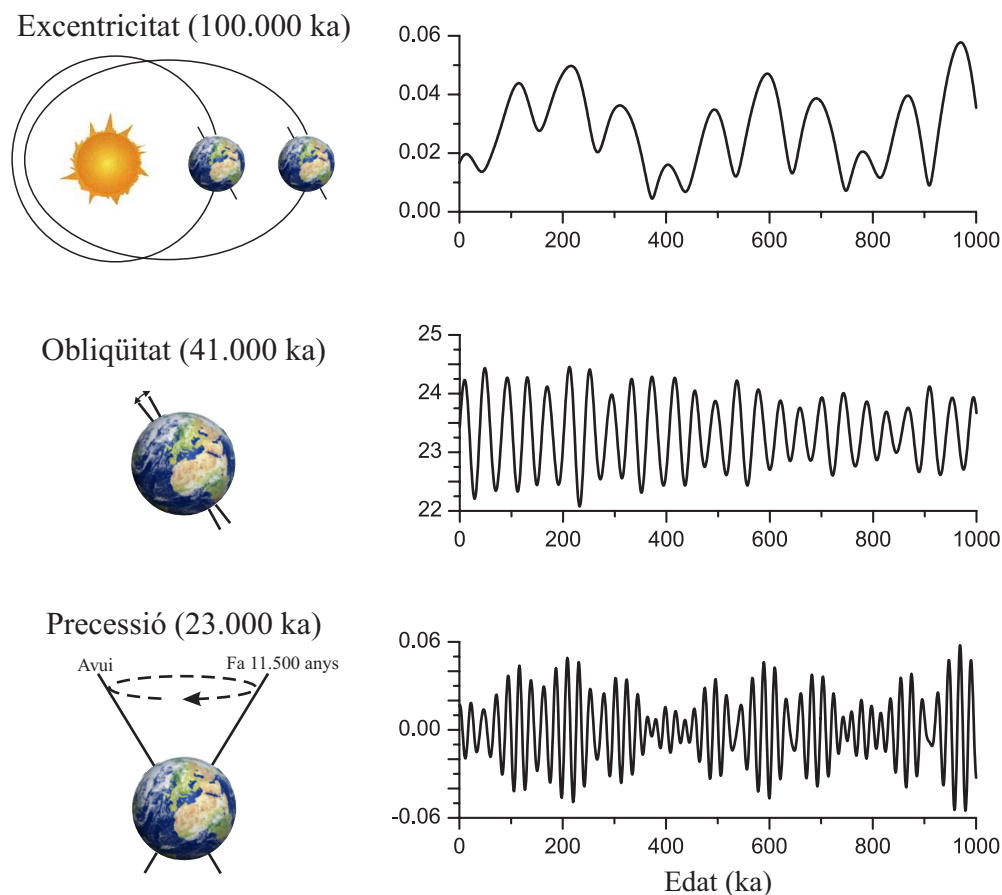 Excentricitat (100.000 ka)
0.06
0.04
0.02
0.00
0 200 400 600 800 1000
Obliqüitat (41.000 ka)
25
24
23
22
0 200 400 600 800 1000
Precessió (23.000 ka)
Avui
Fa 11.500 anys
0.06
0.00
-0.06
0 200 400 600 800 1000
Edat (ka)